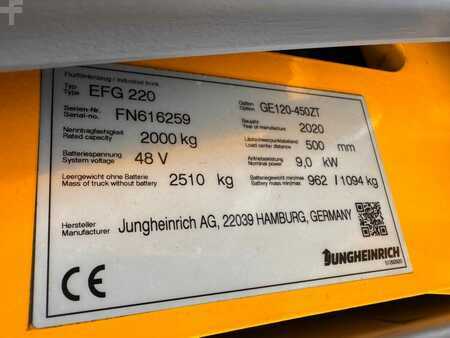 Flurförderzeug / Industrial truck
Typ
Type EFG 220 Option
Option GE120-450ZT
Serien-Nr.
Serial-no. FN616259 Baujahr
Year of manufacture 2020
Nenntragfähigkeit
Rated capacity 2000 kg Lastschwerpunktabstand
Load center distance 500 mm
Batteriespannung
System voltage 48 V Antriebsleistung
Nominal power 9,0 kW
Leergewicht ohne Batterie
Mass of truck without battery 2510 kg Batteriegewicht min/max
Battery mass min/max 962 / 1094 kg
Hersteller
Manufacturer Jungheinrich AG, 22039 HAMBURG, GERMANY
CE
JUNGHEINRICH